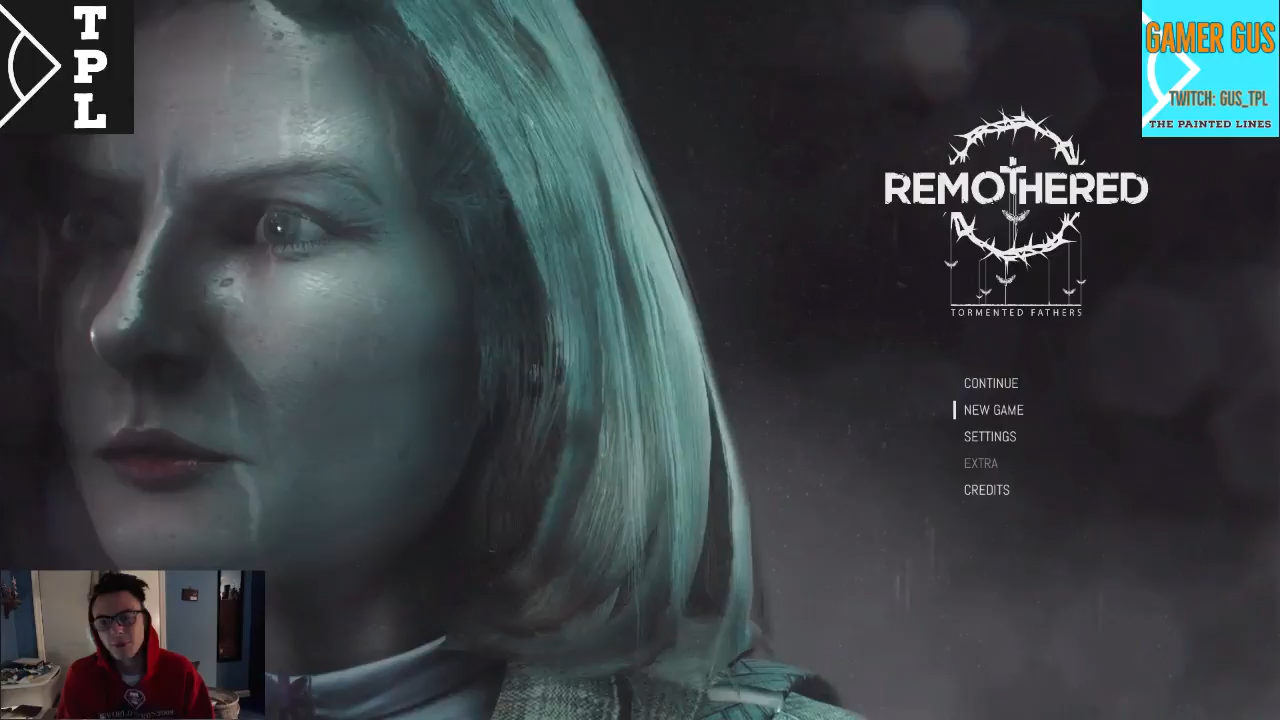 TPL
GAMER GUS
TWITCH: GUS_TPL
THE PAINTED LINES
REMOTHERED
TORMENTED FATHERS
CONTINUE
NEW GAME
SETTINGS
EXTRA
CREDITS